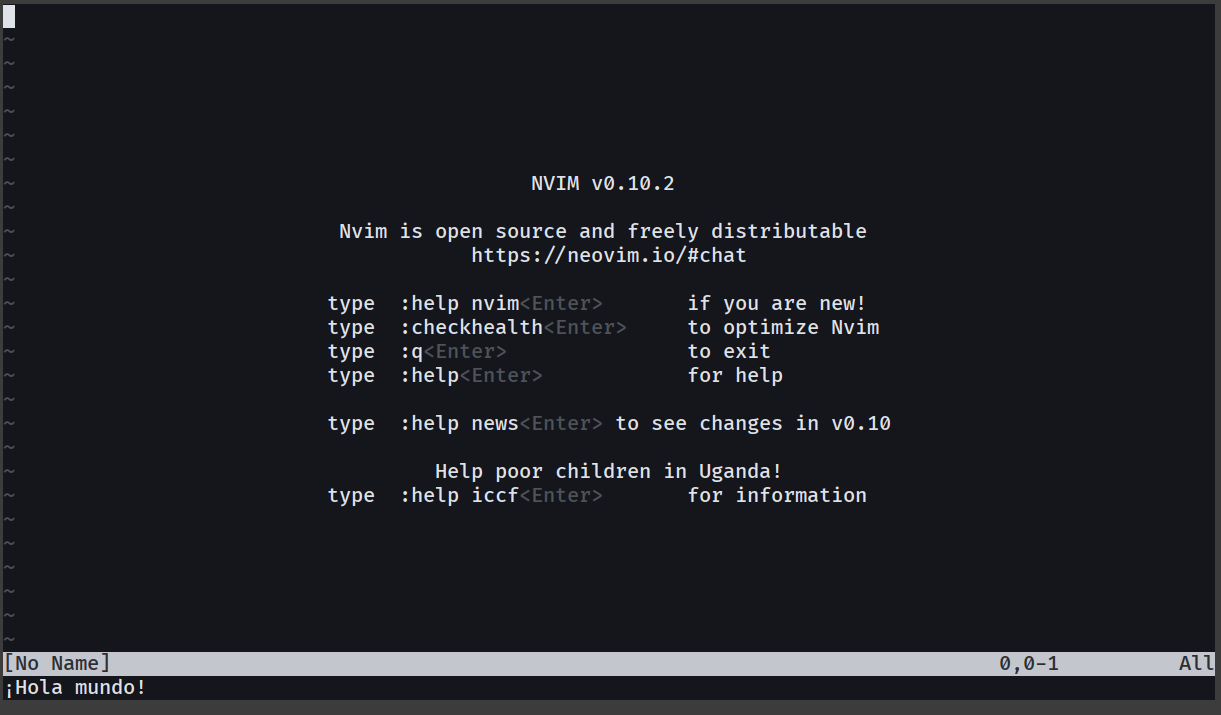 ~
~
~
~
~
~
~ NVIM v0.10.2
~
~ Nvim is open source and freely distributable
~ https://neovim.io/#chat
~
~ type  :help nvim<Enter>       if you are new!
~ type  :checkhealth<Enter>     to optimize Nvim
~ type  :q<Enter>               to exit
~ type  :help<Enter>            for help
~
~ type  :help news<Enter> to see changes in v0.10
~
~ Help poor children in Uganda!
~ type  :help iccf<Enter>       for information
~
~
~
~
~
~
[No Name] 0,0-1 All
¡Hola mundo!